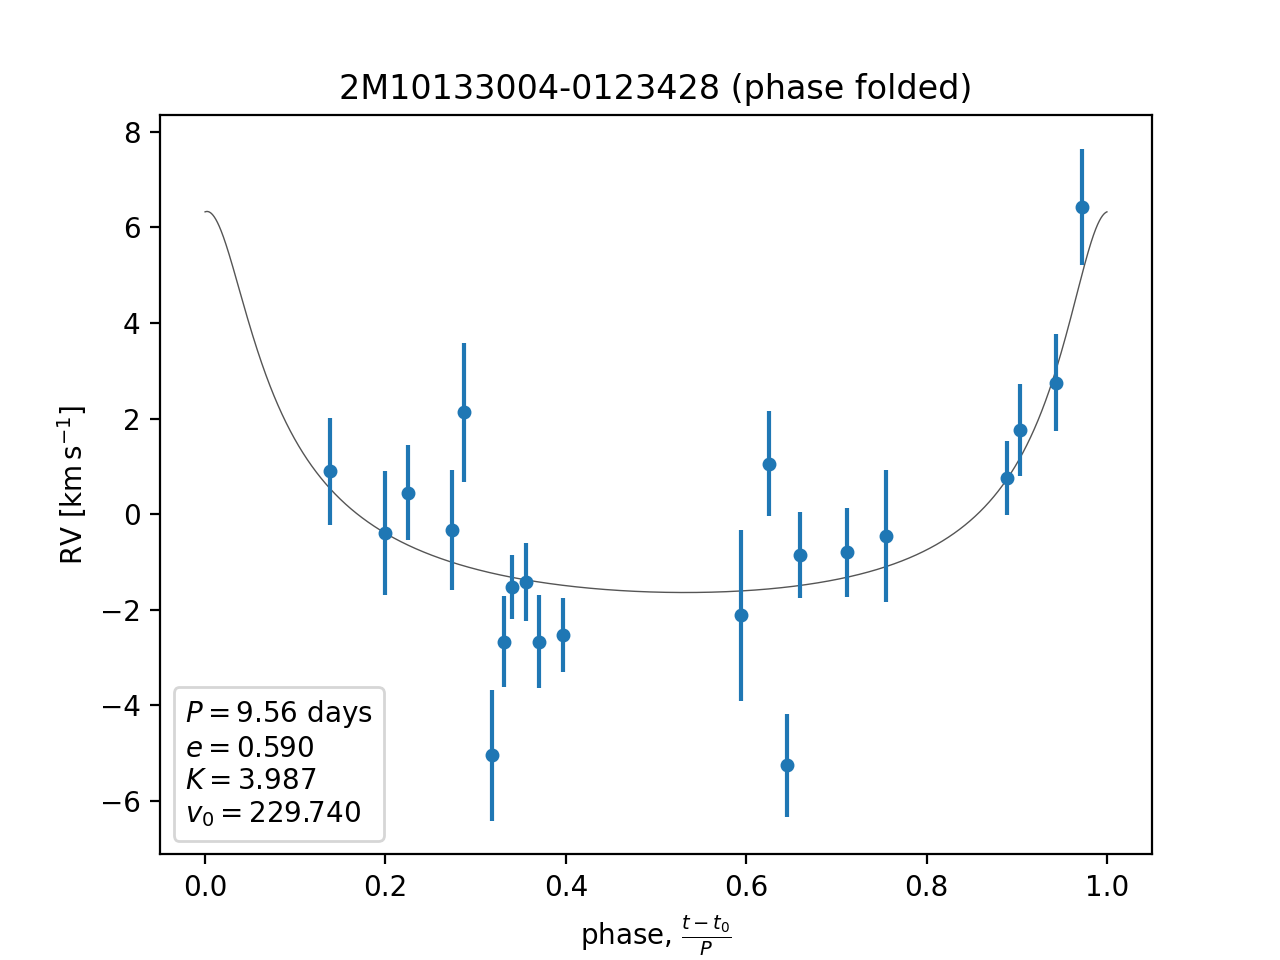 2M10133004-0123428 (phase folded)
8
6
4
2
0
−2
−4
−6
RV [km s⁻¹]
P = 9.56 days
e = 0.590
K = 3.987
v₀ = 229.740
0.0 0.2 0.4 0.6 0.8 1.0
phase, (t − t₀)/P